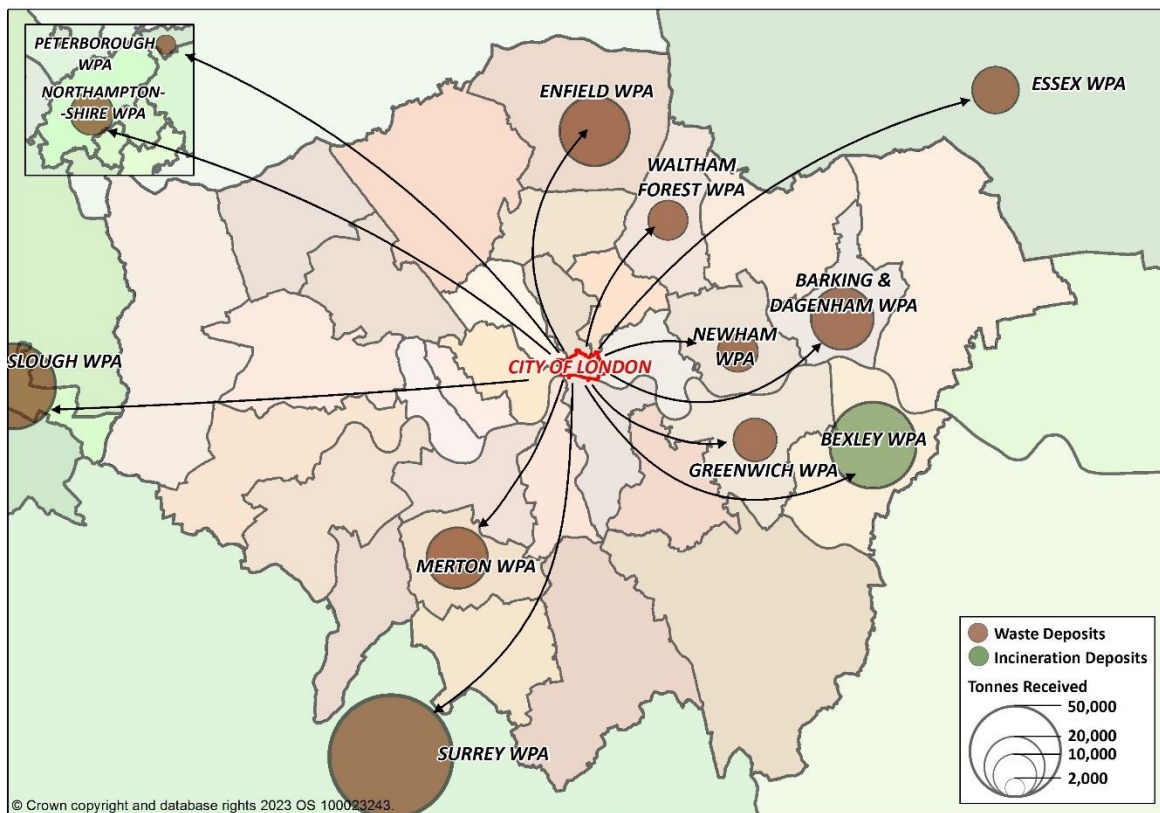 PETERBOROUGH
WPA
NORTHAMPTON-
-SHIRE WPA
ENFIELD WPA
ESSEX WPA
WALTHAM
FOREST WPA
BARKING &
DAGENHAM WPA
NEWHAM
WPA
SLOUGH WPA
CITY OF LONDON
BEXLEY WPA
GREENWICH WPA
MERTON WPA
SURREY WPA
Waste Deposits
Incineration Deposits
Tonnes Received
50,000
20,000
10,000
2,000
© Crown copyright and database rights 2023 OS 100023243.